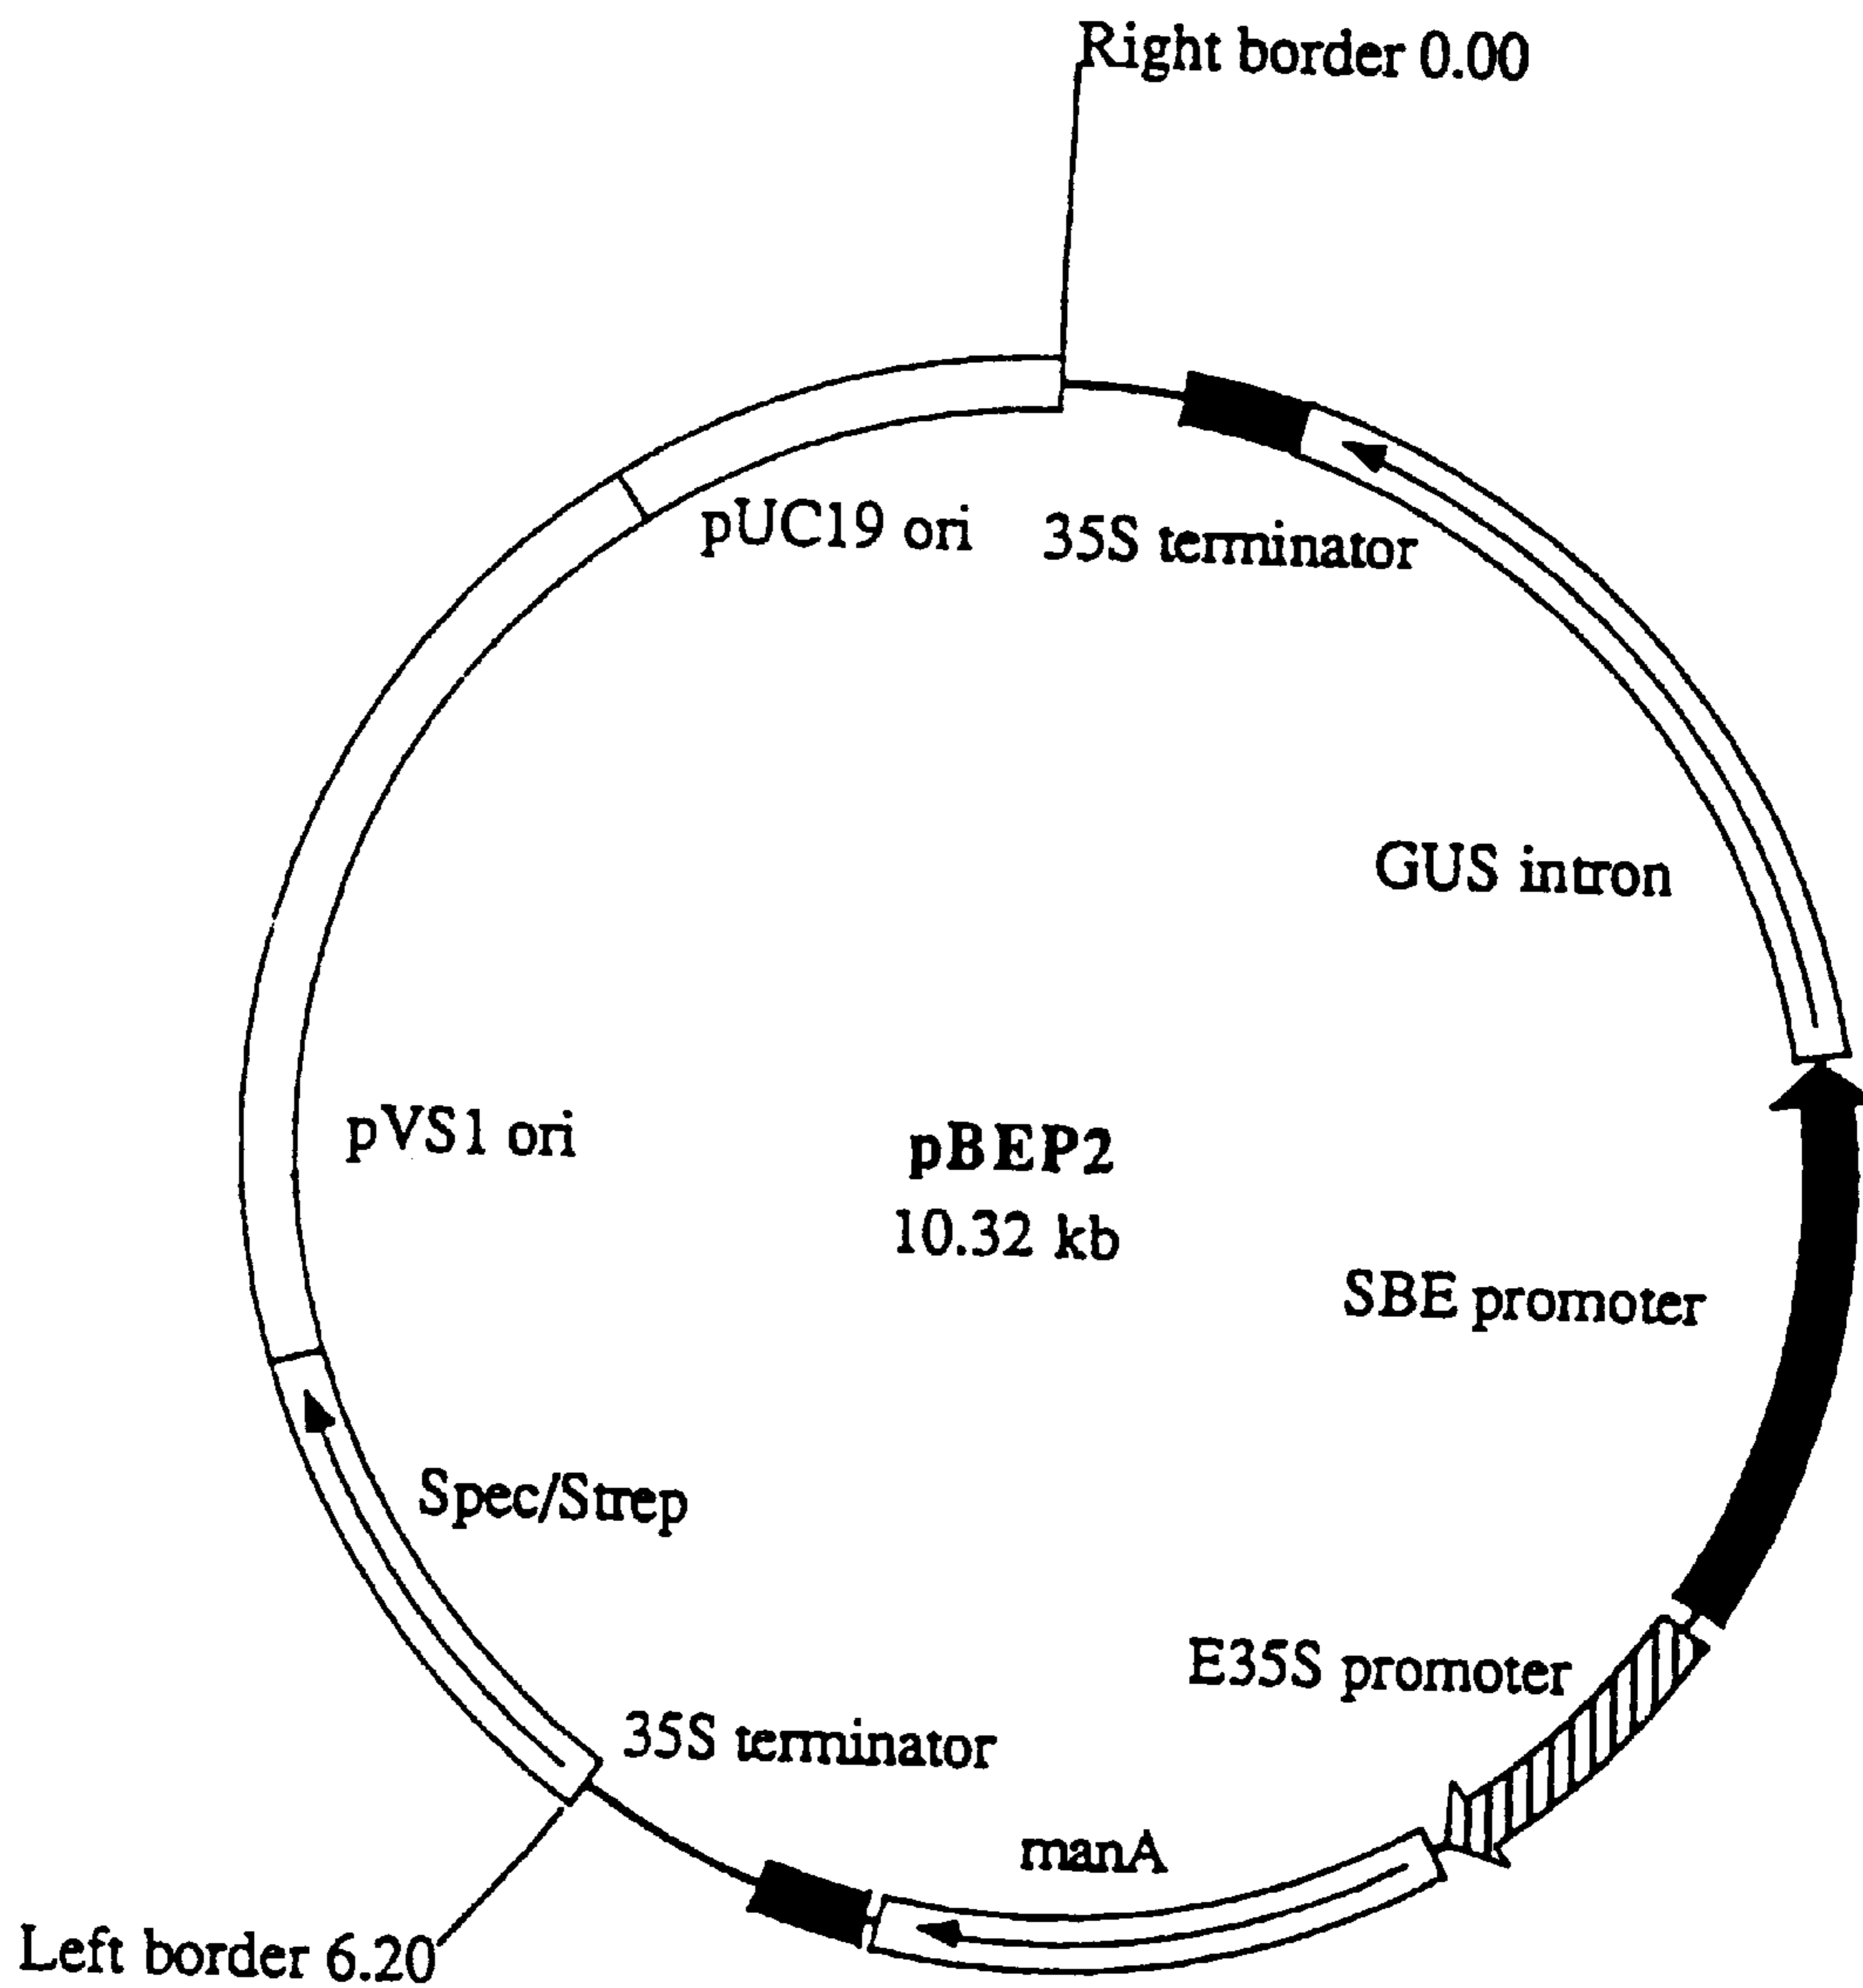 Right border 0.00
pUC19 ori
35S terminator
GUS intron
pVS1 ori
pBEP2
10.32 kb
SBE promoter
Spec/Strep
E35S promoter
35S terminator
manA
Left border 6.20